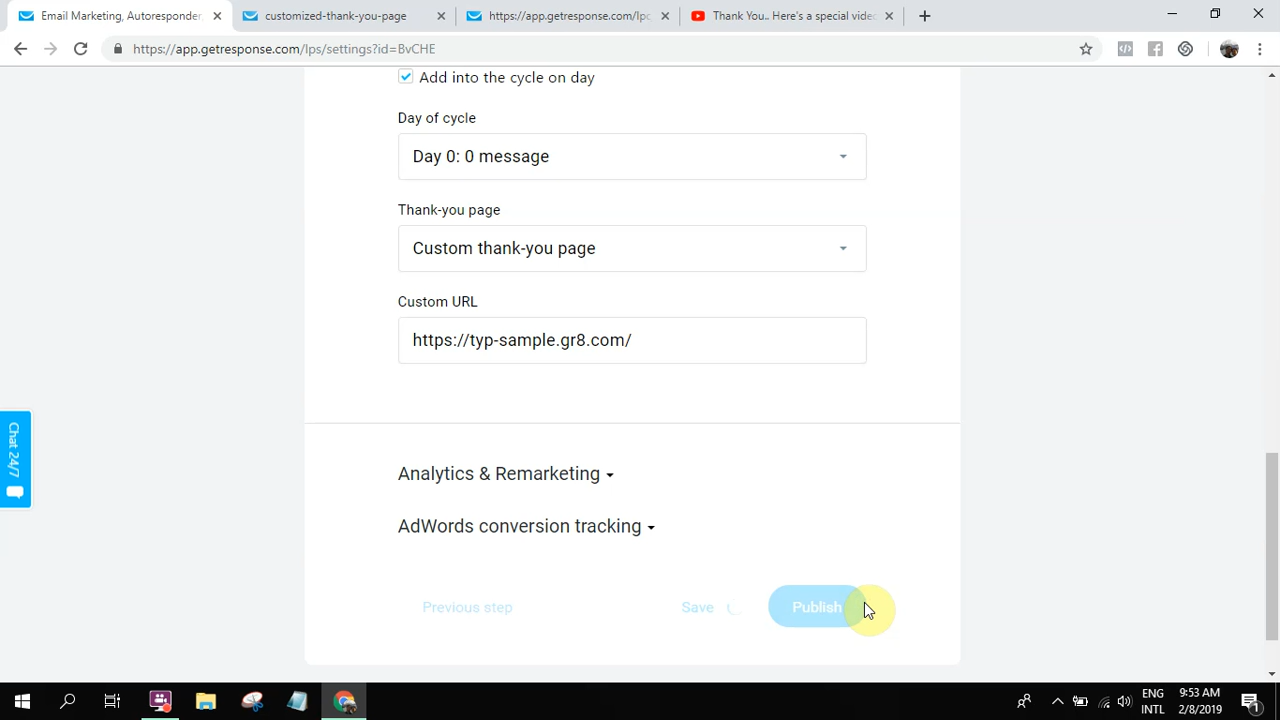 Email Marketing, Autoresponder,
customized-thank-you-page
https://app.getresponse.com/lpc
Thank You.. Here's a special video
https://app.getresponse.com/lps/settings?id=BvCHE
Add into the cycle on day
Day of cycle
Day 0: 0 message
Thank-you page
Custom thank-you page
Custom URL
https://typ-sample.gr8.com/
Chat 24/7
Analytics & Remarketing
AdWords conversion tracking
Previous step
Save
Publish
ENG
INTL
9:53 AM
2/8/2019
1